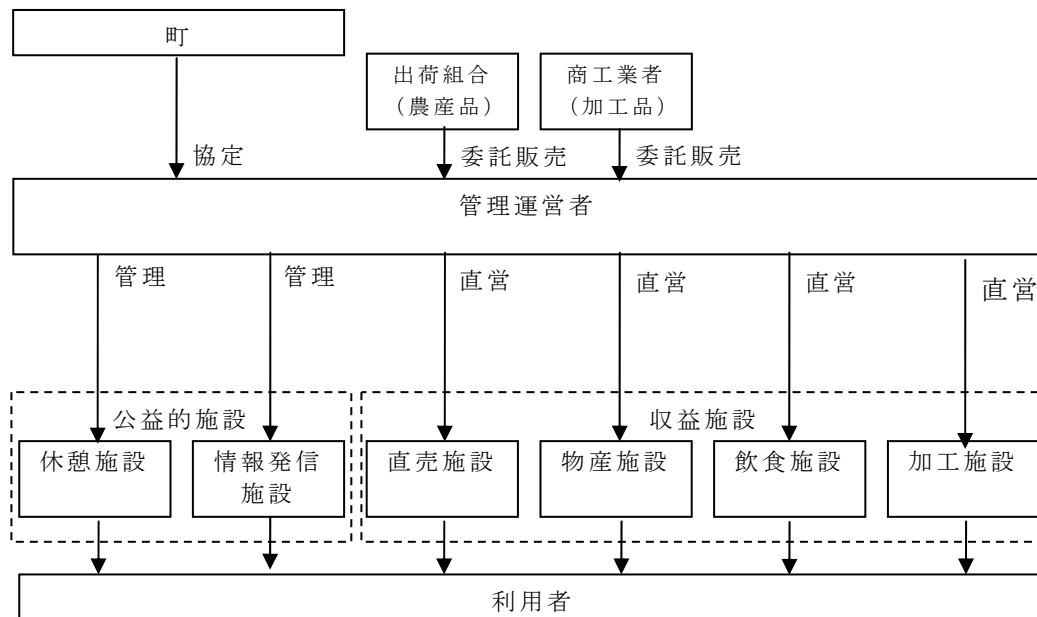 町
出荷組合
（農産品）
商工業者
（加工品）
協定
委託販売
委託販売
管理運営者
管理
管理
直営
直営
直営
直営
公益的施設
収益施設
休憩施設
情報発信
施設
直売施設
物産施設
飲食施設
加工施設
利用者